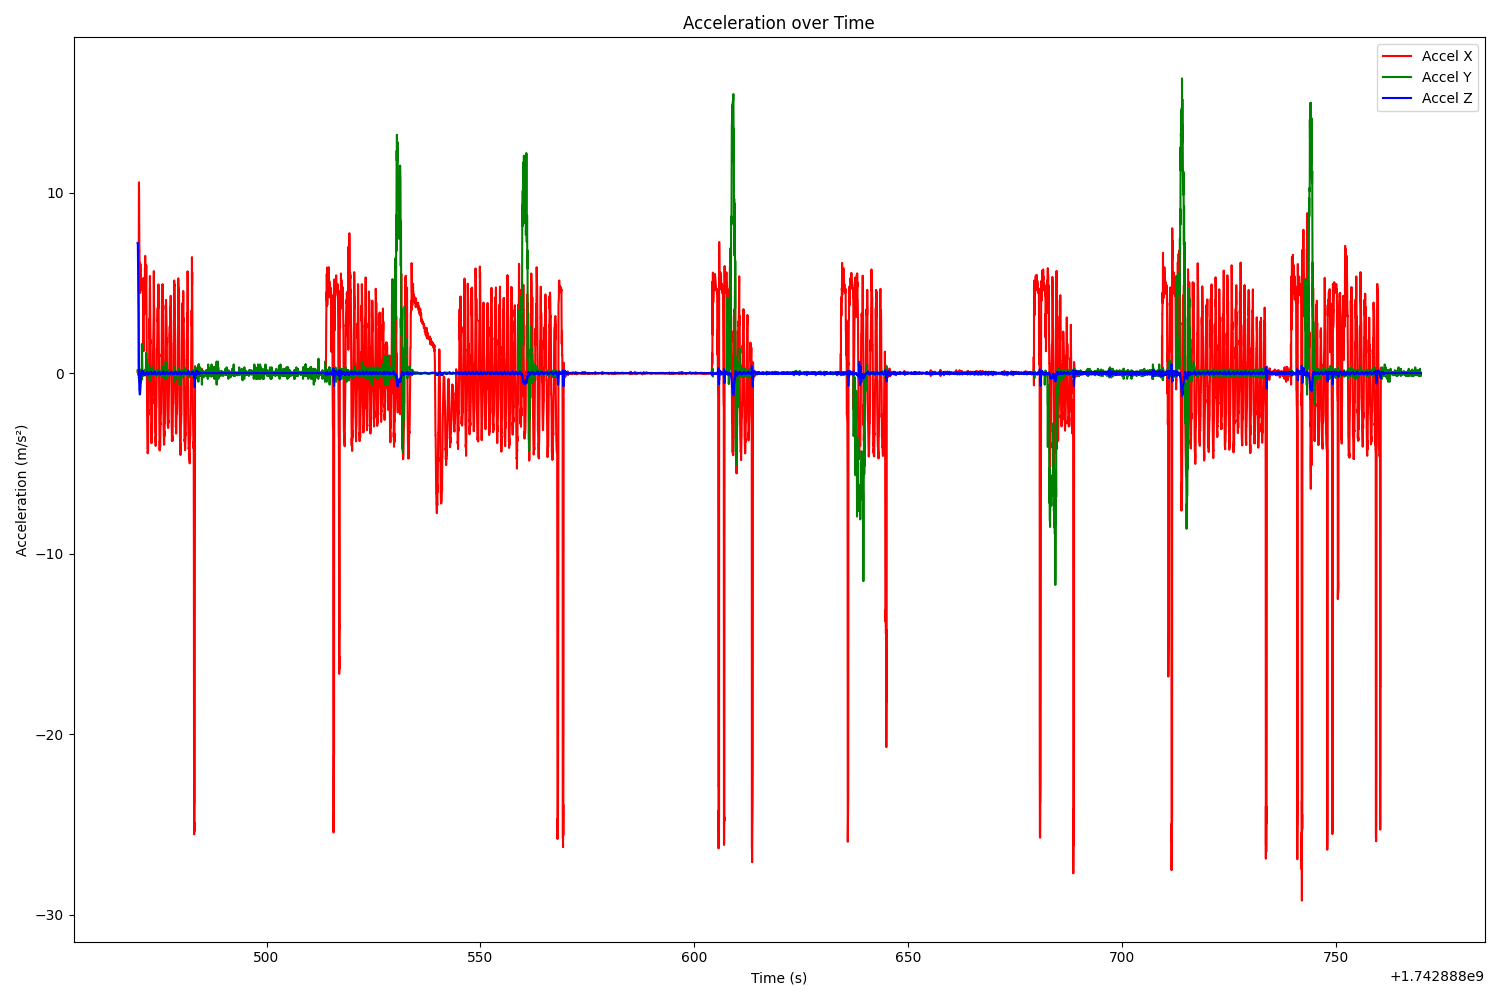 Acceleration over Time
Accel X
Accel Y
Accel Z
Acceleration (m/s²)
10
0
−10
−20
−30
500
550
600
650
700
750
Time (s)
+1.742888e9